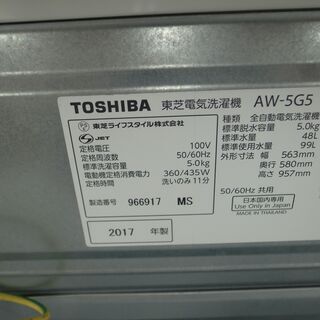 TOSHIBA 東芝電気洗濯機 AW-5G5
東芝ライフスタイル株式会社
JET
定格電圧 100V
定格周波数 50/60Hz
標準洗濯容量 5.0kg
電動機定格消費電力 360/435W
洗いのみ 11分
製造番号 966917 MS
2017 年製
種類 全自動電気洗濯機
標準脱水容量 5.0kg
標準水量 48L
標準使用水量 99L
外形寸法 幅 563mm
奥行 580mm
高さ 957mm
50/60Hz 共用
日本国内専用
Use Only in Japan
MADE IN THAILAND